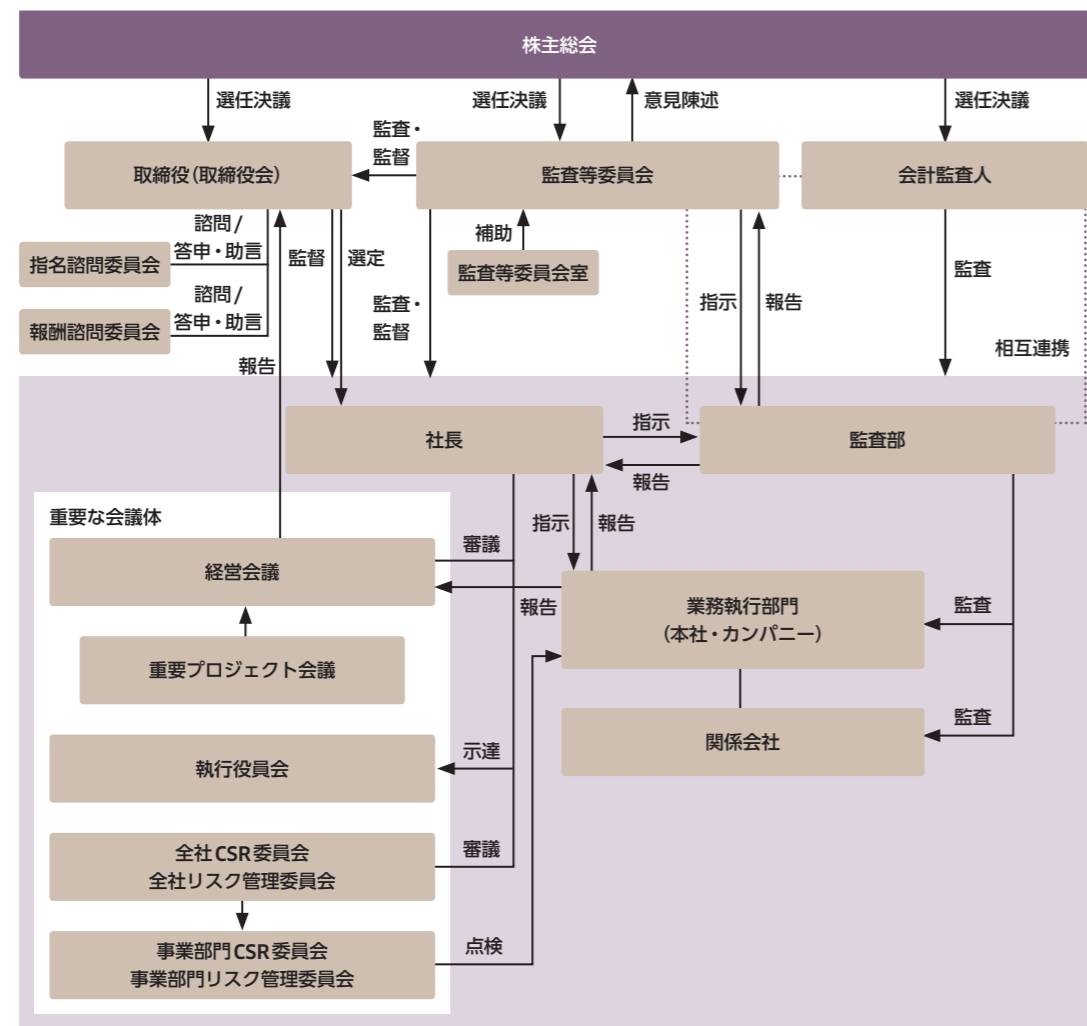 株主総会
選任決議
選任決議
意見陳述
選任決議
監査・
監督
取締役(取締役会)
監査等委員会
会計監査人
諮問/
答申・助言
指名諮問委員会
諮問/
答申・助言
報酬諮問委員会
監督
選定
補助
監査等委員会室
監査・
監督
指示
報告
監査
相互連携
報告
社長
指示
監査部
報告
重要な会議体
指示
報告
審議
経営会議
報告
業務執行部門
(本社・カンパニー)
監査
重要プロジェクト会議
監査
関係会社
示達
執行役員会
審議
全社CSR委員会
全社リスク管理委員会
点検
事業部門CSR委員会
事業部門リスク管理委員会